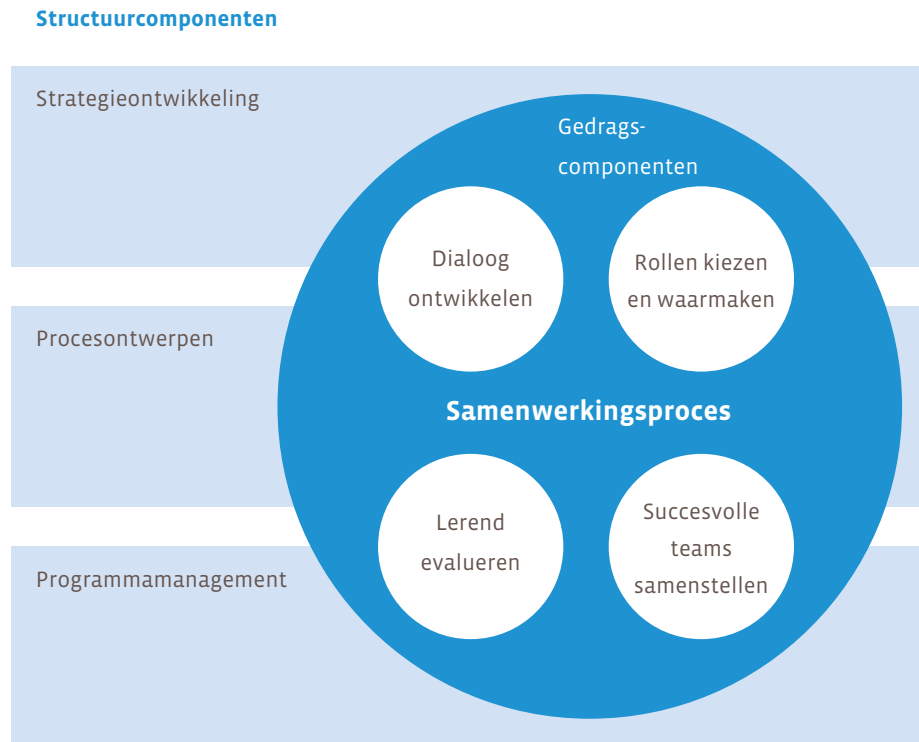 Structuurcomponenten
Strategieontwikkeling
Gedrags-
componenten
Dialoog
ontwikkelen
Rollen kiezen
en waarmaken
Procesontwerpen
Samenwerkingsproces
Lerend
evalueren
Succesvolle
teams
samenstellen
Programmamanagement